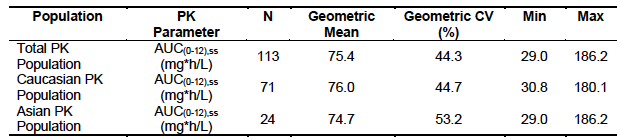 Population PK Parameter N Geometric Mean Geometric CV (%) Min Max
Total PK Population AUC(0-12),ss (mg*h/L) 113 75.4 44.3 29.0 186.2
Caucasian PK Population AUC(0-12),ss (mg*h/L) 71 76.0 44.7 30.8 180.1
Asian PK Population AUC(0-12),ss (mg*h/L) 24 74.7 53.2 29.0 186.2